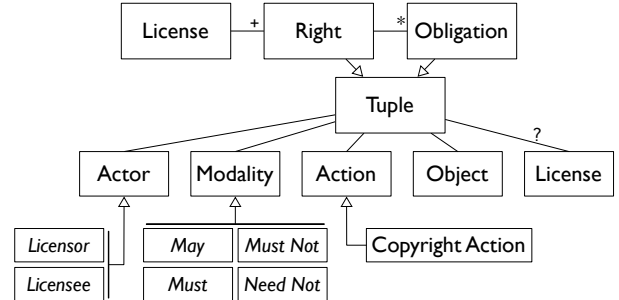 License + Right * Obligation
Tuple
?
Actor Modality Action Object License
Licensor May Must Not Copyright Action
Licensee Must Need Not